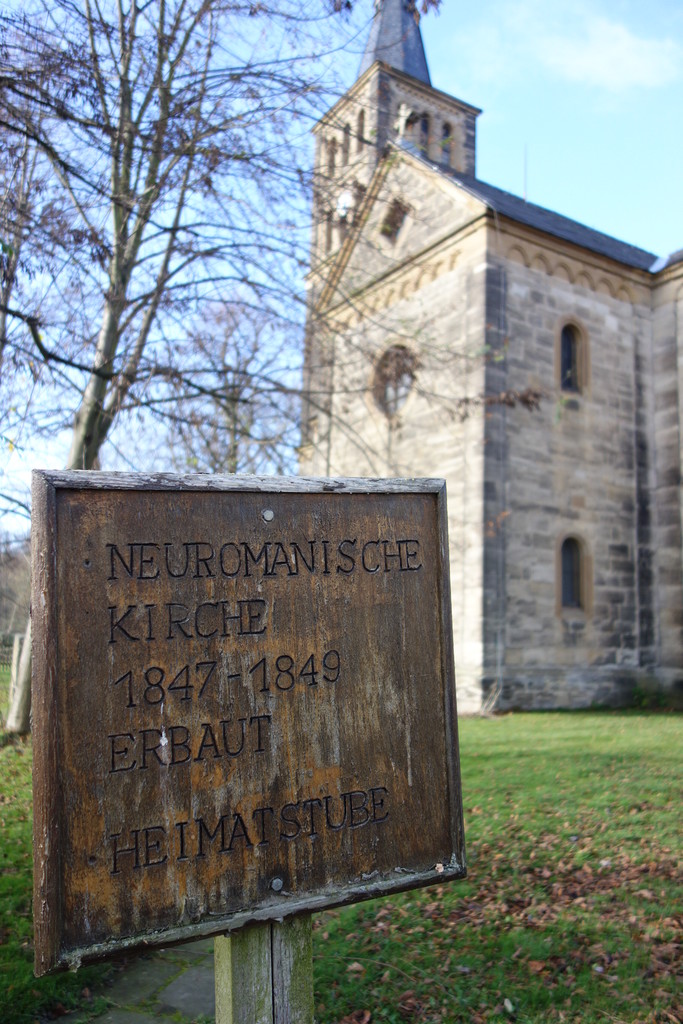 NEUROMANISCHE
KIRCHE
1847-1849
ERBAUT
HEIMATSTUBE